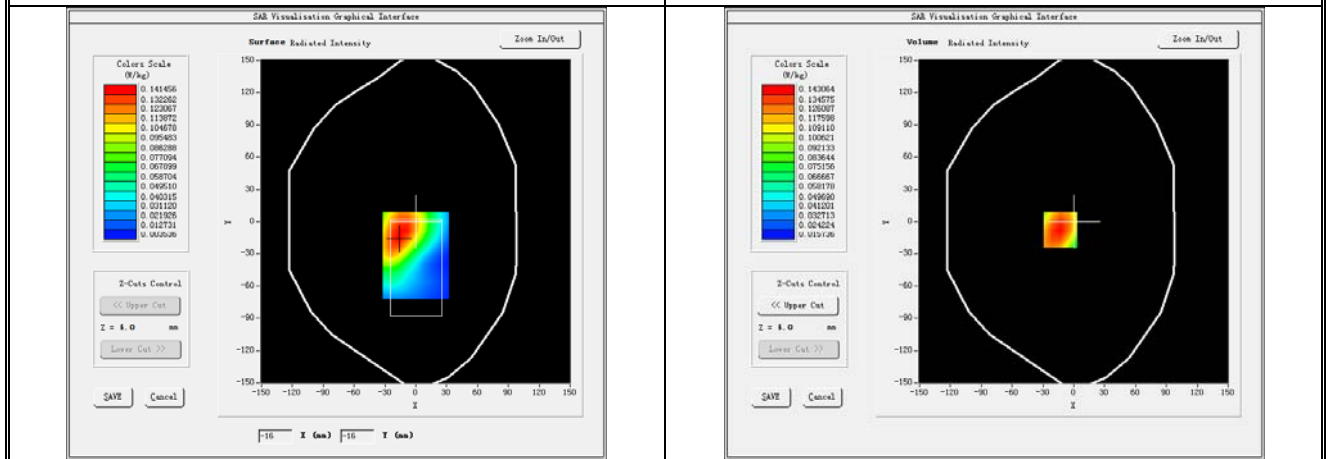 SAR Visualisation Graphical Interface
Surface Radiated Intensity
Zoom In/Out
Colors Scale
(W/kg)
0.141456
0.132262
0.123067
0.113872
0.104678
0.095483
0.086288
0.077094
0.067899
0.058704
0.049510
0.040315
0.031120
0.021926
0.012731
0.003536
150
120
90
60
30
0
-30
-60
-90
-120
-150
Y
-150 -120 -90 -60 -30 0 30 60 90 120 150
X
Z-Cuts Control
<< Upper Cut
Z = 4.0 mm
Lower Cut >>
SAVE Cancel
-16 X (mm) -16 Y (mm)
SAR Visualisation Graphical Interface
Volume Radiated Intensity
Zoom In/Out
Colors Scale
(W/kg)
0.143064
0.134575
0.126087
0.117598
0.109110
0.100621
0.092133
0.083644
0.075156
0.066667
0.058178
0.049690
0.041201
0.032713
0.024224
0.015736
150
120
90
60
30
0
-30
-60
-90
-120
-150
Y
-150 -120 -90 -60 -30 0 30 60 90 120 150
X
Z-Cuts Control
<< Upper Cut
Z = 4.0 mm
Lower Cut >>
SAVE Cancel